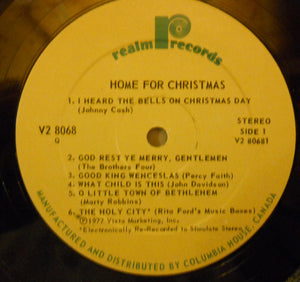 realm records
HOME FOR CHRISTMAS
1. I HEARD THE BELLS ON CHRISTMAS DAY
(Johnny Cash)
V2 8068
Q
STEREO
SIDE 1
V2 80681
2. GOD REST YE MERRY, GENTLEMEN
(The Brothers Four)
3. GOOD KING WENCESLAS (Percy Faith)
4. WHAT CHILD IS THIS (John Davidson)
5. O LITTLE TOWN OF BETHLEHEM
(Marty Robbins)
6. *THE HOLY CITY* (Rita Ford's Music Boxes)
Ⓟ1977 Vista Marketing, Inc.
*Electronically Re-Recorded to Simulate Stereo
MANUFACTURED AND DISTRIBUTED BY COLUMBIA HOUSE, CANADA